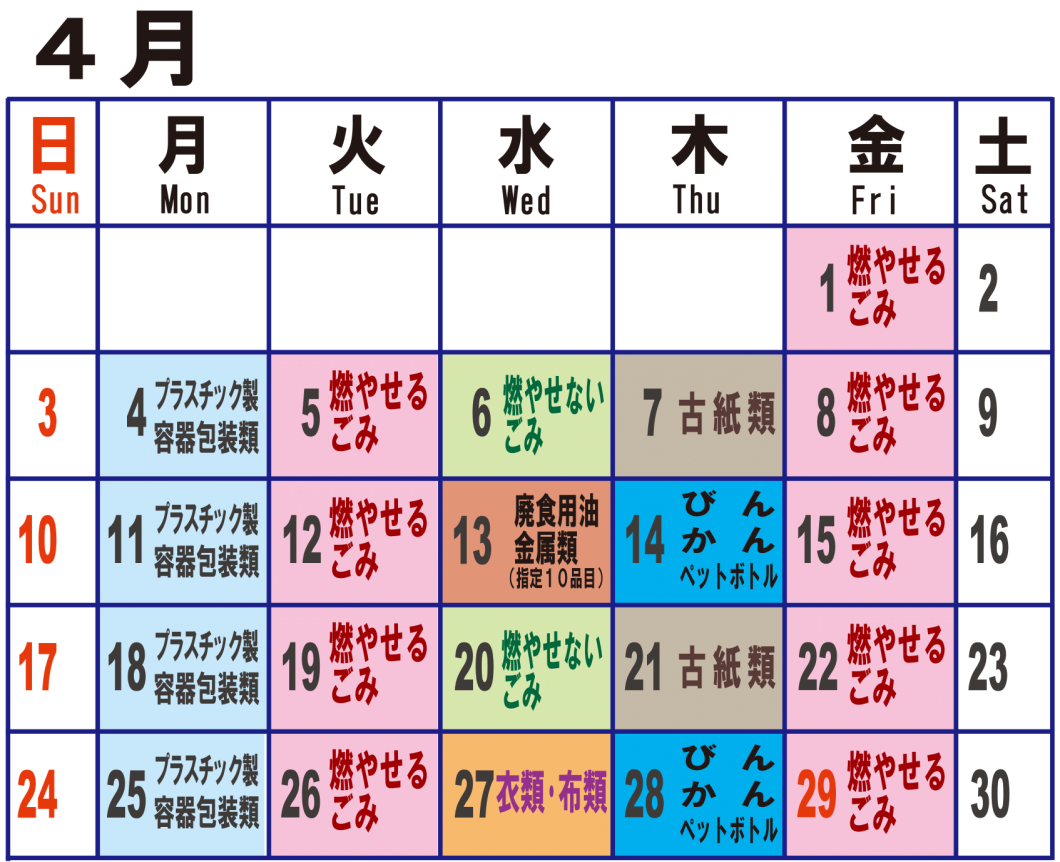 4月
日 月 火 水 木 金 土
Sun Mon Tue Wed Thu Fri Sat
1 燃やせる 2
ごみ
3 4 プラスチック製 5 燃やせる 6 燃やせない 7 古紙類 8 燃やせる 9
容器包装類 ごみ ごみ ごみ
10 11 プラスチック製 12 燃やせる 13 廃食用油 14 びん 15 燃やせる 16
容器包装類 ごみ 金属類 かん ごみ
(指定10品目) ペットボトル
17 18 プラスチック製 19 燃やせる 20 燃やせない 21 古紙類 22 燃やせる 23
容器包装類 ごみ ごみ ごみ
24 25 プラスチック製 26 燃やせる 27 衣類・布類 28 びん 29 燃やせる 30
容器包装類 ごみ かん ごみ
ペットボトル